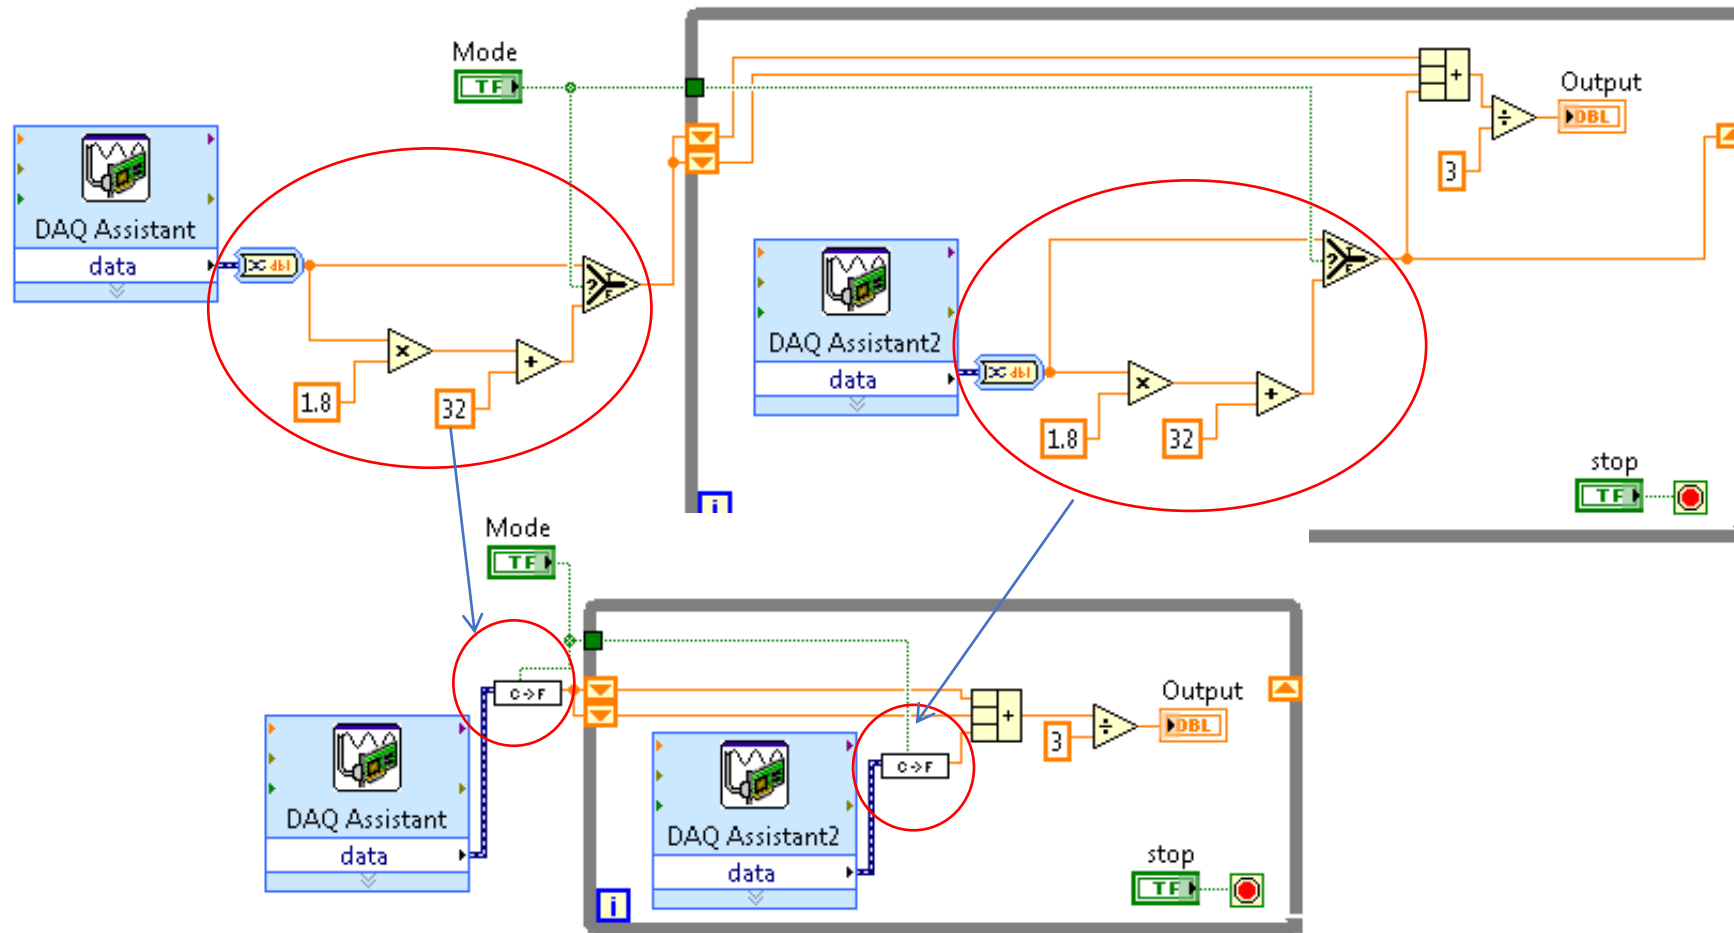 Mode
TF
Output
DBL
÷
3
+
DAQ Assistant
data
dbl
?
T
F
×
+
1.8
32
DAQ Assistant2
data
dbl
?
T
F
×
+
1.8
32
stop
TF
i
Mode
TF
C→F
Output
DBL
+
÷
3
C→F
DAQ Assistant
data
DAQ Assistant2
data
stop
TF
i